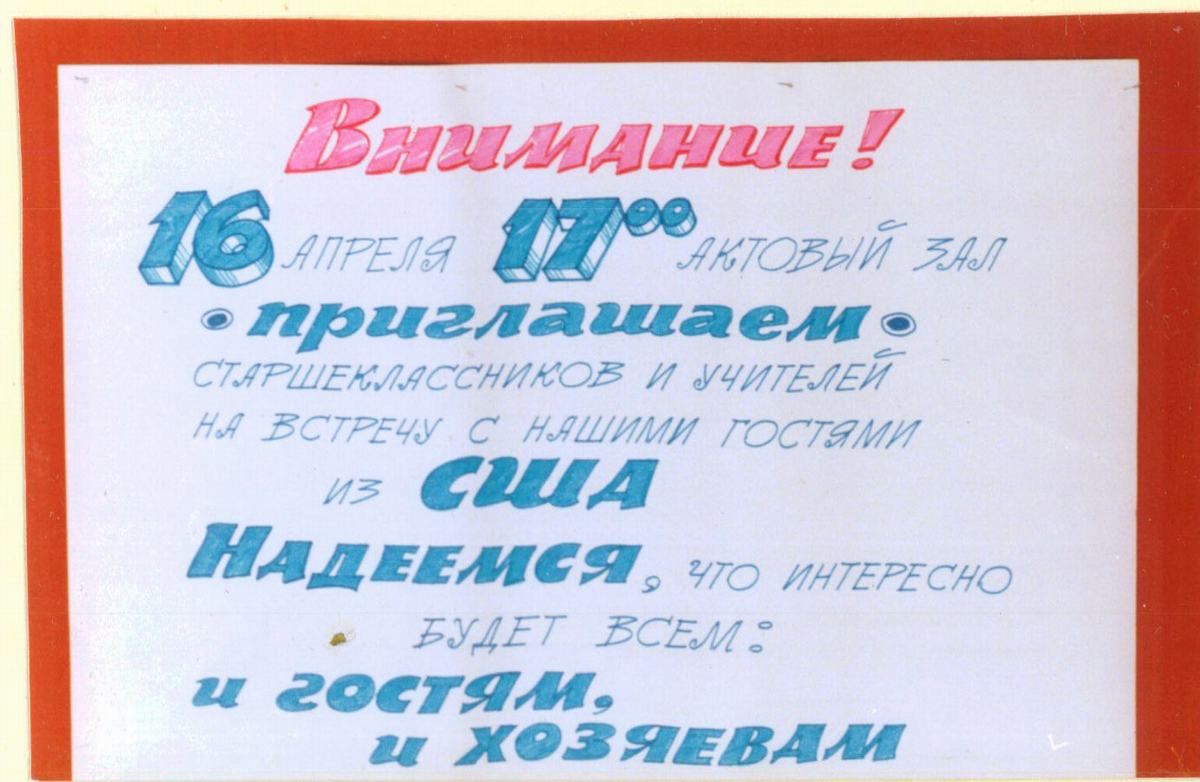 Внимание!
16 АПРЕЛЯ 17⁰⁰ АКТОВЫЙ ЗАЛ
• приглашаем •
СТАРШЕКЛАССНИКОВ И УЧИТЕЛЕЙ
НА ВСТРЕЧУ С НАШИМИ ГОСТЯМИ
ИЗ США
НАДЕЕМСЯ, ЧТО ИНТЕРЕСНО
БУДЕТ ВСЕМ:
и гостям,
и хозяевам